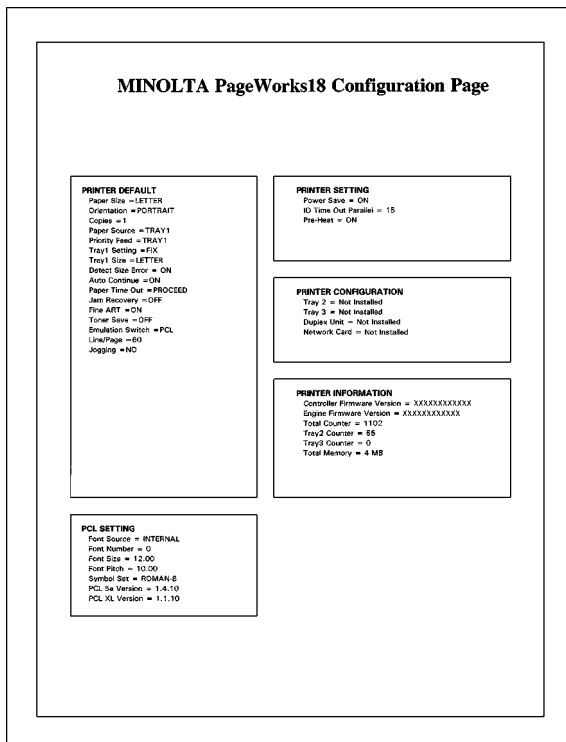 MINOLTA PageWorks18 Configuration Page
PRINTER DEFAULT
Paper Size =LETTER
Orientation =PORTRAIT
Copies =1
Paper Source =TRAY1
Priority Feed =TRAY1
Tray1 Setting =FIX
Tray1 Size =LETTER
Detect Size Error = ON
Auto Continue =ON
Paper Time Out =PROCEED
Jam Recovery =OFF
Fine ART =ON
Toner Save =OFF
Emulation Switch =PCL
Line/Page =60
Jogging =NO
PRINTER SETTING
Power Save = ON
IO Time Out Parallel = 15
Pre-Heat = ON
PRINTER CONFIGURATION
Tray 2 = Not Installed
Tray 3 = Not Installed
Duplex Unit = Not Installed
Network Card = Not Installed
PRINTER INFORMATION
Controller Firmware Version = XXXXXXXXXXXX
Engine Firmware Version = XXXXXXXXXXXX
Total Counter = 1102
Tray2 Counter = 55
Tray3 Counter = 0
Total Memory = 4 MB
PCL SETTING
Font Source = INTERNAL
Font Number = 0
Font Size = 12.00
Font Pitch = 10.00
Symbol Set = ROMAN-8
PCL 5e Version = 1.4.10
PCL XL Version = 1.1.10